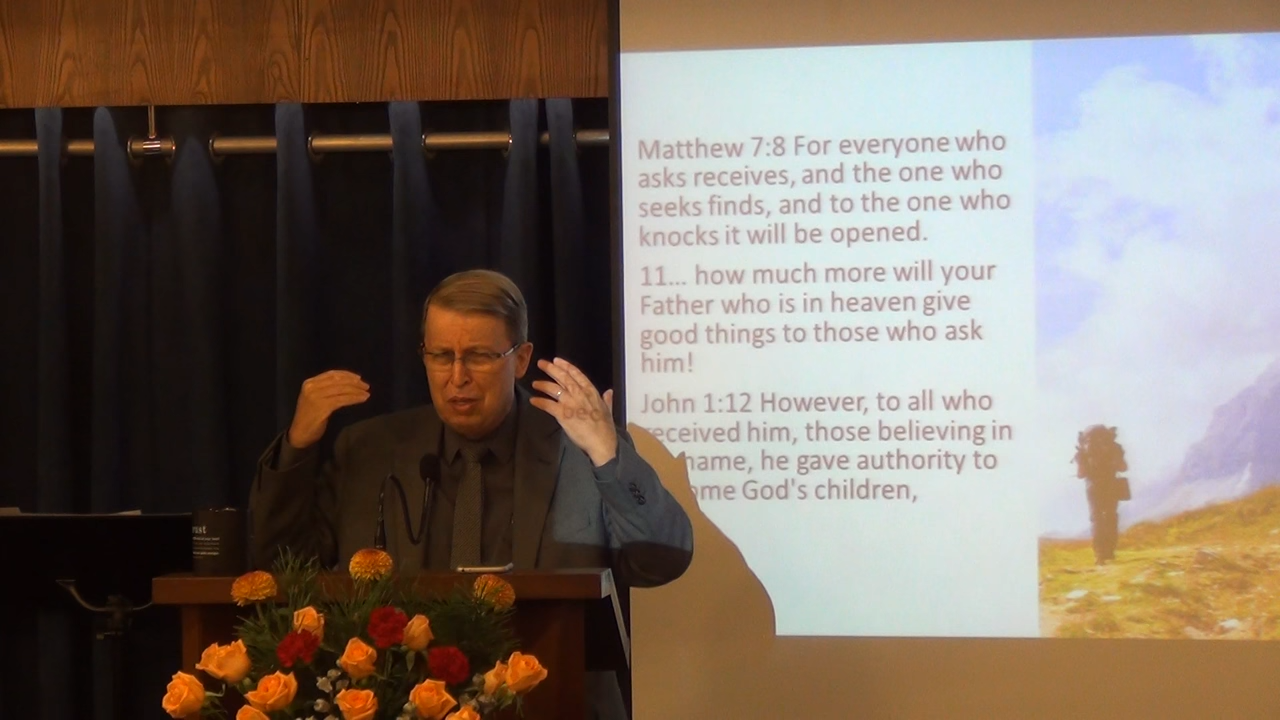 Matthew 7:8 For everyone who
asks receives, and the one who
seeks finds, and to the one who
knocks it will be opened.
11... how much more will your
Father who is in heaven give
good things to those who ask
him!
John 1:12 However, to all who
received him, those believing in
name, he gave authority to
become God's children,